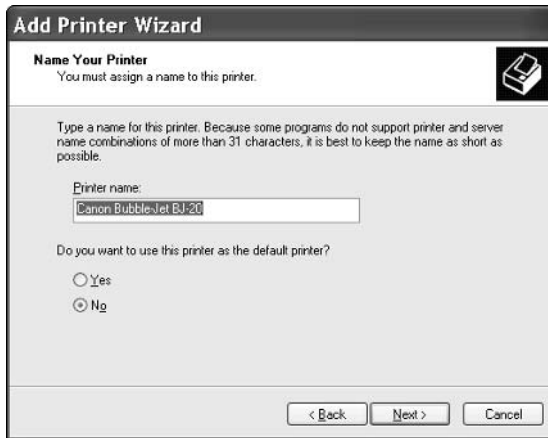 Add Printer Wizard
Name Your Printer
You must assign a name to this printer.
Type a name for this printer. Because some programs do not support printer and server
name combinations of more than 31 characters, it is best to keep the name as short as
possible.
Printer name:
Canon Bubble-Jet BJ-20
Do you want to use this printer as the default printer?
Yes
No
< Back
Next >
Cancel